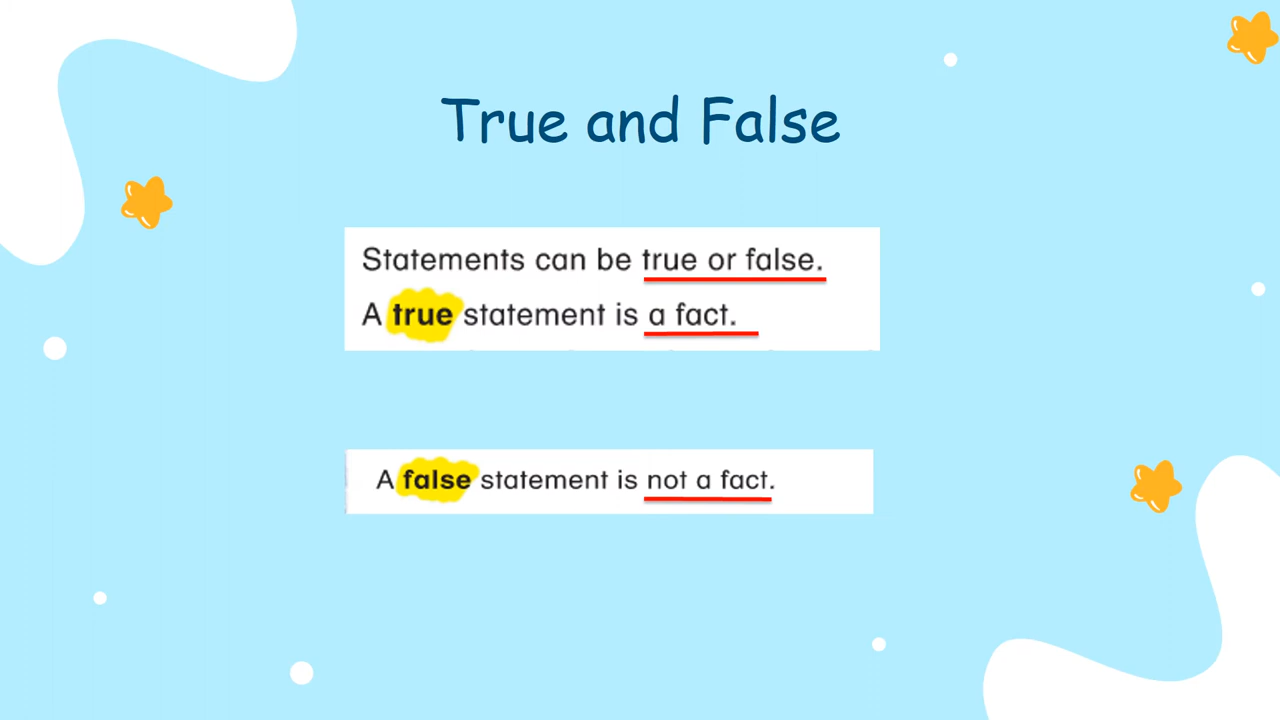 True and False
Statements can be true or false.
A true statement is a fact.
A false statement is not a fact.